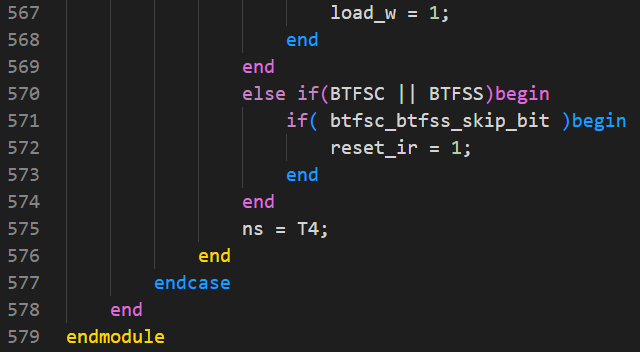 567 load_w = 1;
568 end
569 end
570 else if(BTFSC || BTFSS)begin
571 if( btfsc_btfss_skip_bit )begin
572 reset_ir = 1;
573 end
574 end
575 ns = T4;
576 end
577 endcase
578 end
579 endmodule